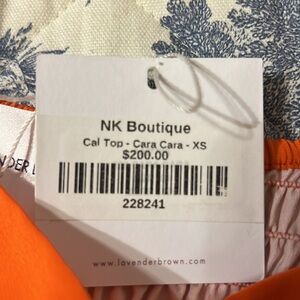 NK Boutique
Cal Top - Cara Cara - XS
$200.00
228241
www.lavenderbrown.com